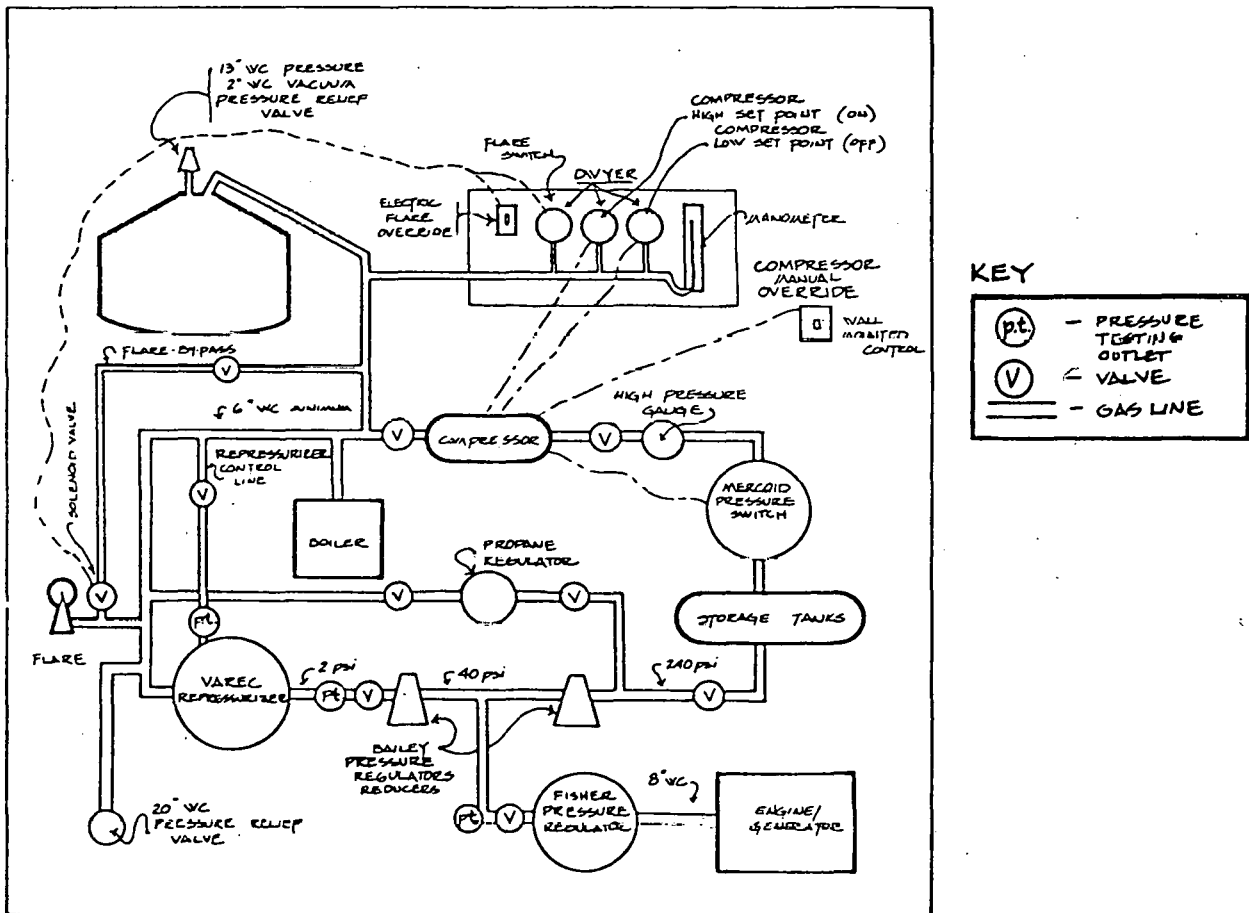 13" WC PRESSURE
2" WC VACUUM
PRESSURE RELIEF
VALVE
COMPRESSOR
HIGH SET POINT (ON)
COMPRESSOR
LOW SET POINT (OFF)
FLARE
SWITCH
DWYER
ELECTRIC
FLARE
OVERRIDE
MANOMETER
COMPRESSOR
MANUAL
OVERRIDE
WALL
MOUNTED
CONTROL
KEY
p.t. - PRESSURE
TESTING
OUTLET
V - VALVE
- GAS LINE
FLARE BY-PASS
V
6" WC MINIMUM
HIGH PRESSURE
GAUGE
V
COMPRESSOR
V
SOLENOID VALVE
REPRESSURIZER
CONTROL
LINE
V
MERCOID
PRESSURE
SWITCH
BOILER
PROPANE
REGULATOR
V
V
V
STORAGE TANKS
P.t.
FLARE
VAREC
REPRESSURIZER
2 psi
Pt
V
40 psi
240 psi
V
BAILEY
PRESSURE
REGULATORS
REDUCERS
8" WC
FISHER
PRESSURE
REGULATOR
ENGINE/
GENERATOR
pt
V
20" WC
PRESSURE RELIEF
VALVE